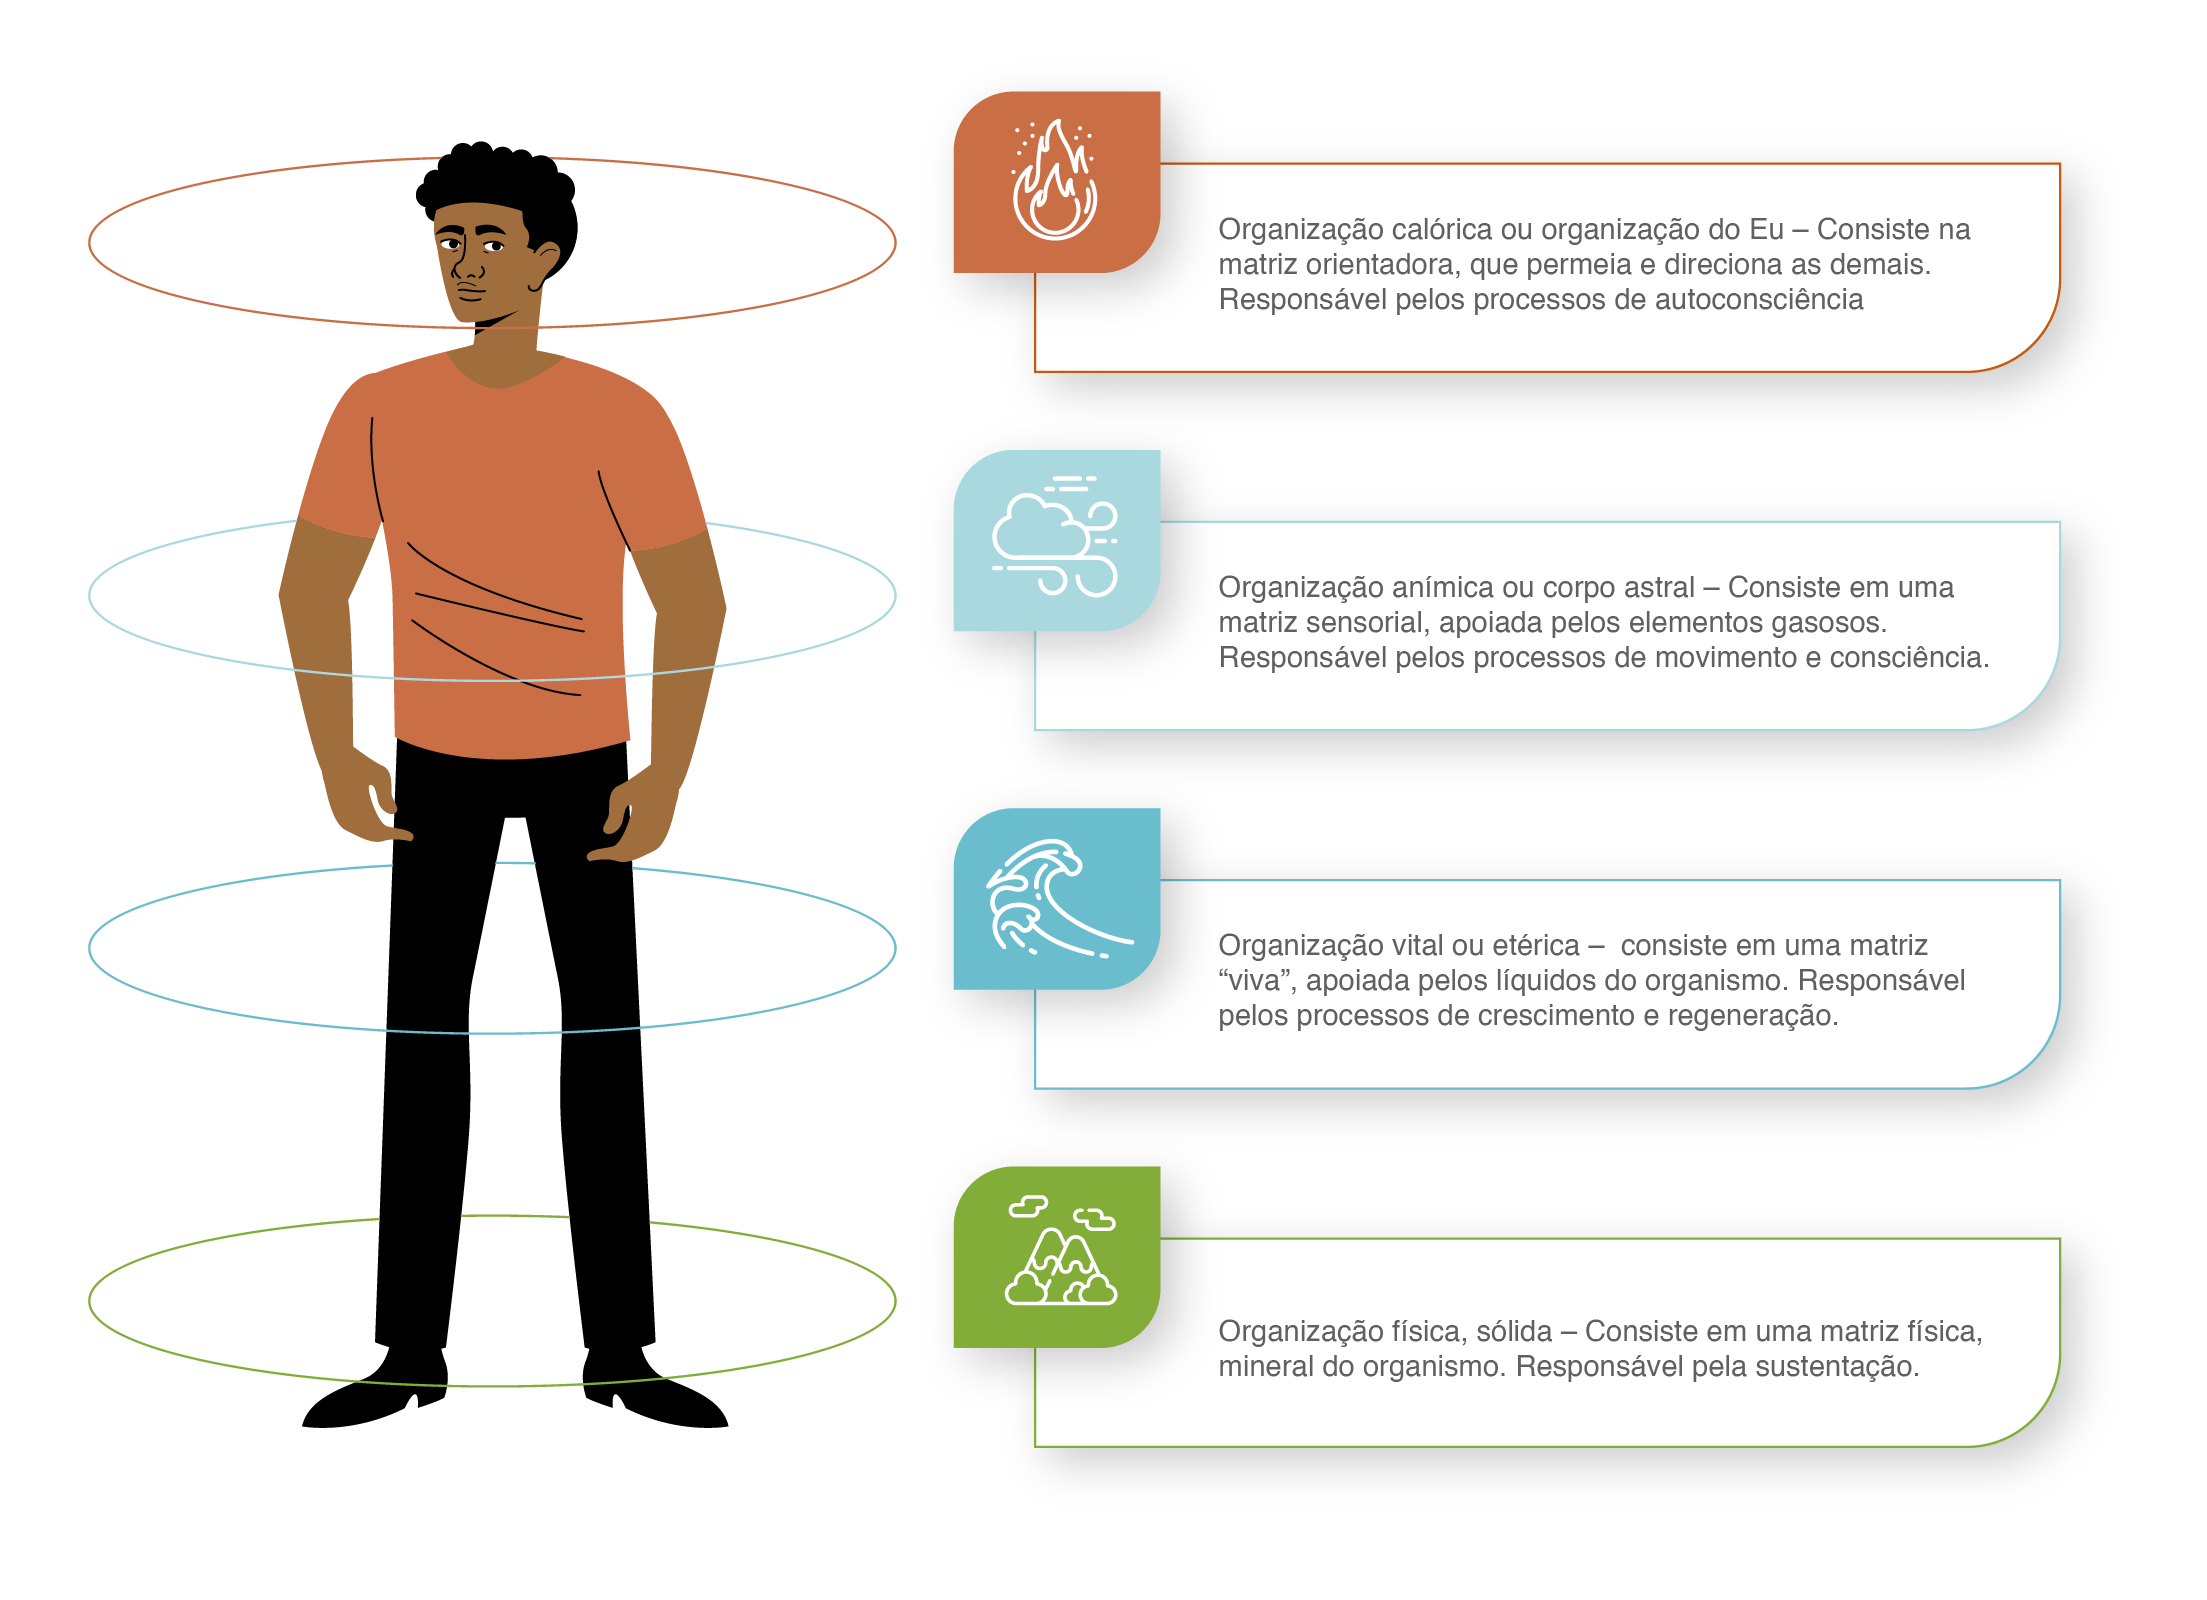 Organização calórica ou organização do Eu – Consiste na
matriz orientadora, que permeia e direciona as demais.
Responsável pelos processos de autoconsciência
Organização anímica ou corpo astral – Consiste em uma
matriz sensorial, apoiada pelos elementos gasosos.
Responsável pelos processos de movimento e consciência.
Organização vital ou etérica –  consiste em uma matriz
“viva”, apoiada pelos líquidos do organismo. Responsável
pelos processos de crescimento e regeneração.
Organização física, sólida – Consiste em uma matriz física,
mineral do organismo. Responsável pela sustentação.